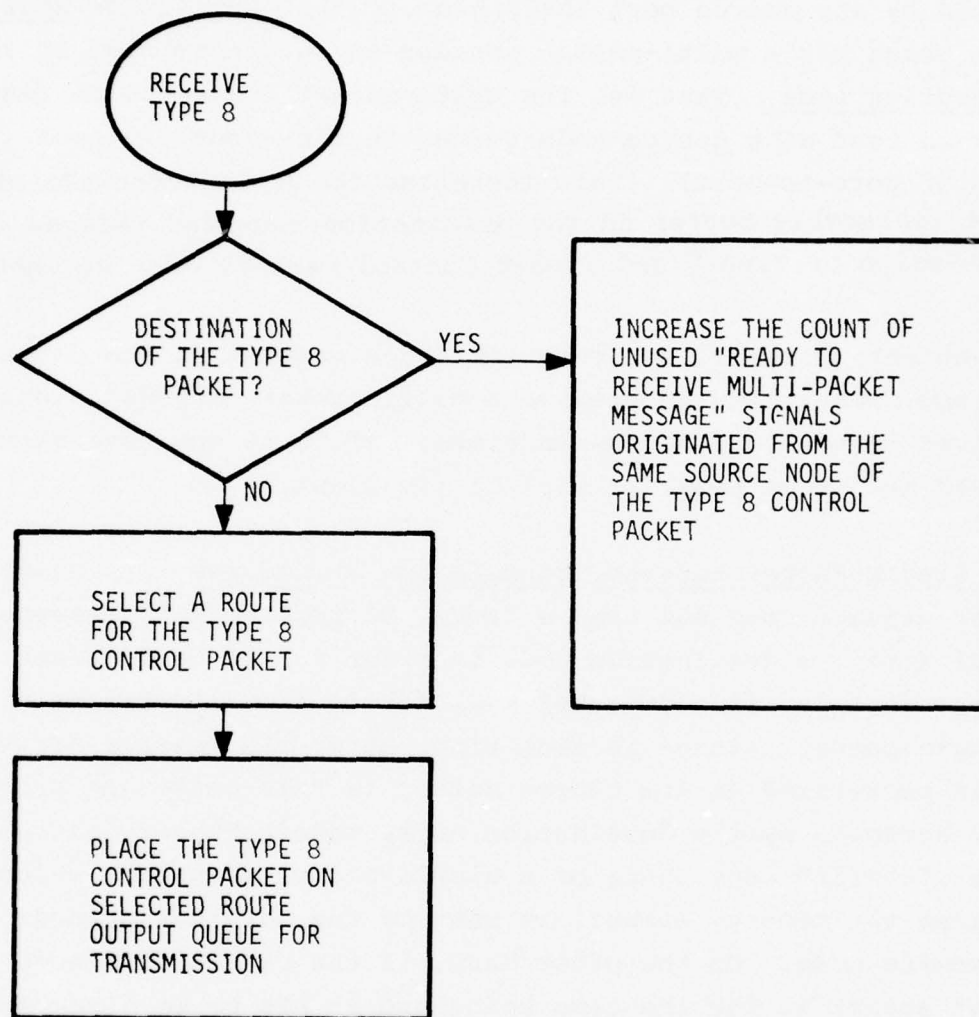 RECEIVE
TYPE 8
DESTINATION
OF THE TYPE 8
PACKET?
YES
INCREASE THE COUNT OF
UNUSED "READY TO
RECEIVE MULTI-PACKET
MESSAGE" SIGNALS
ORIGINATED FROM THE
SAME SOURCE NODE OF
THE TYPE 8 CONTROL
PACKET
NO
SELECT A ROUTE
FOR THE TYPE 8
CONTROL PACKET
PLACE THE TYPE 8
CONTROL PACKET ON
SELECTED ROUTE
OUTPUT QUEUE FOR
TRANSMISSION